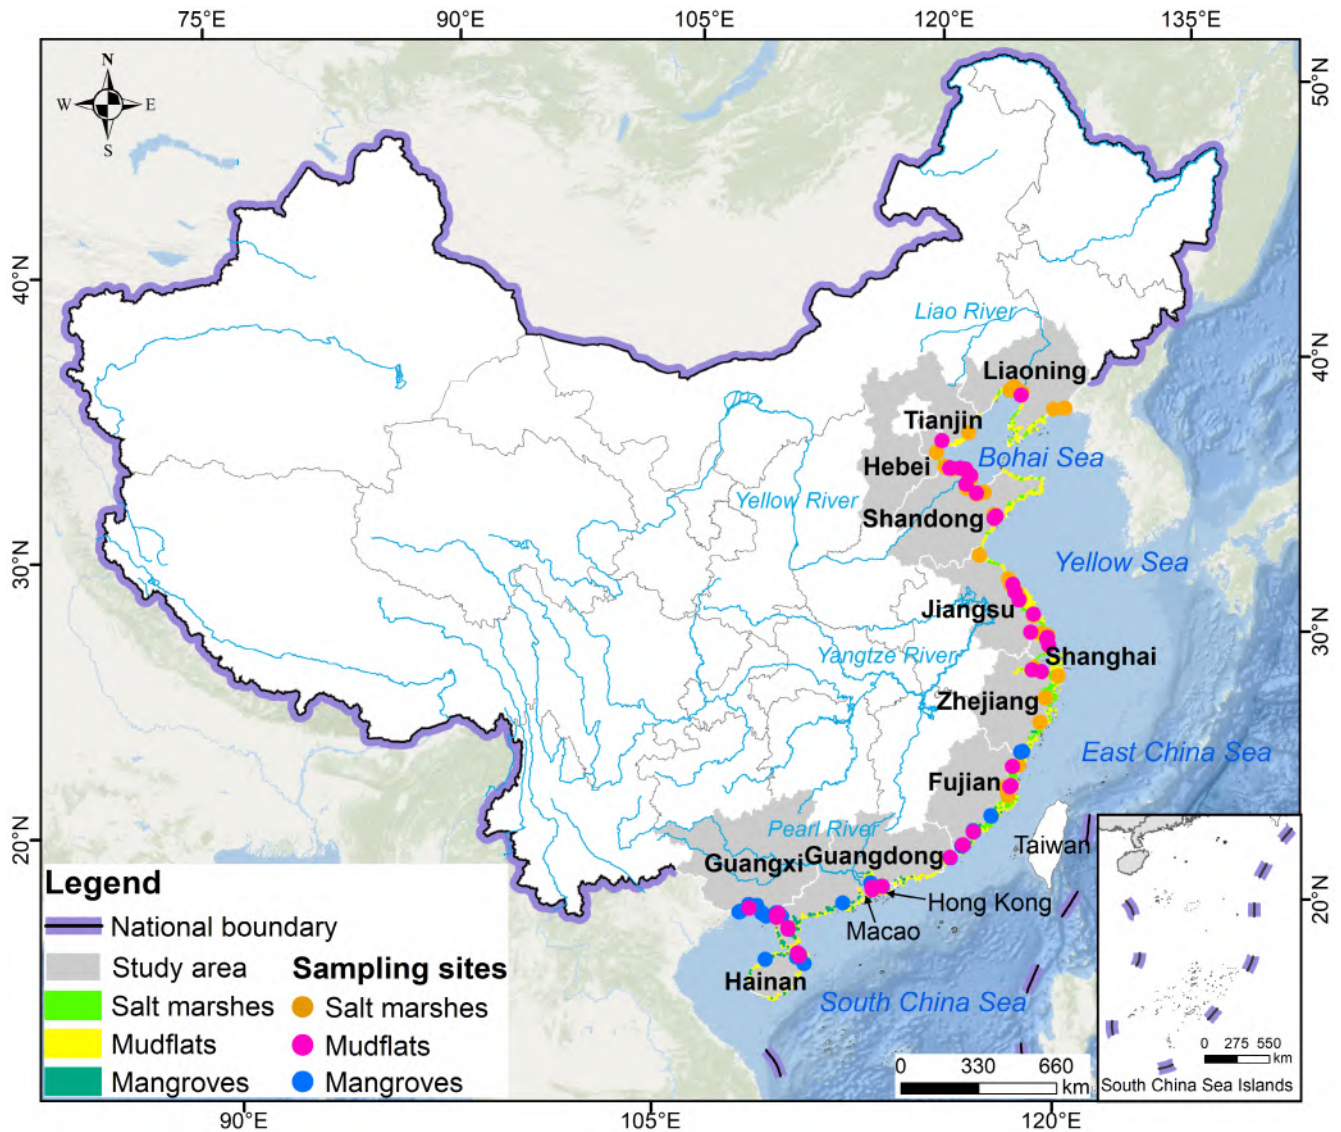 75°E 90°E 105°E 120°E 135°E
N
W E
S
50°N
40°N
40°N
30°N
30°N
20°N
20°N
Liao River
Liaoning
Tianjin
Bohai Sea
Hebei
Yellow River
Shandong
Yellow Sea
Jiangsu
Yangtze River
Shanghai
Zhejiang
East China Sea
Fujian
Pearl River
Taiwan
Guangxi
Guangdong
Hong Kong
Macao
Hainan
South China Sea
Legend
National boundary
Study area
Salt marshes
Mudflats
Mangroves
Sampling sites
Salt marshes
Mudflats
Mangroves
0 330 660
km
0 275 550
km
South China Sea Islands
90°E 105°E 120°E